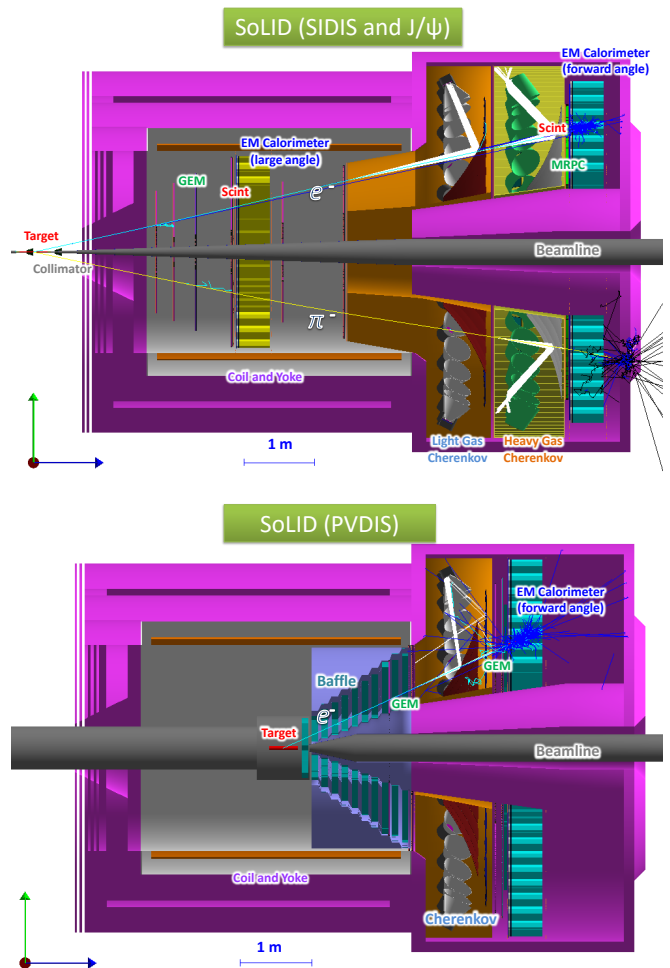 SoLID (SIDIS and J/ψ)
EM Calorimeter
(forward angle)
EM Calorimeter
(large angle)
Scint
GEM
MRPC
Scint
e-
Target
Beamline
Collimator
π-
Coil and Yoke
1 m
Light Gas
Cherenkov
Heavy Gas
Cherenkov
SoLID (PVDIS)
EM Calorimeter
(forward angle)
Baffle
GEM
e-
GEM
Target
Beamline
Coil and Yoke
Cherenkov
1 m